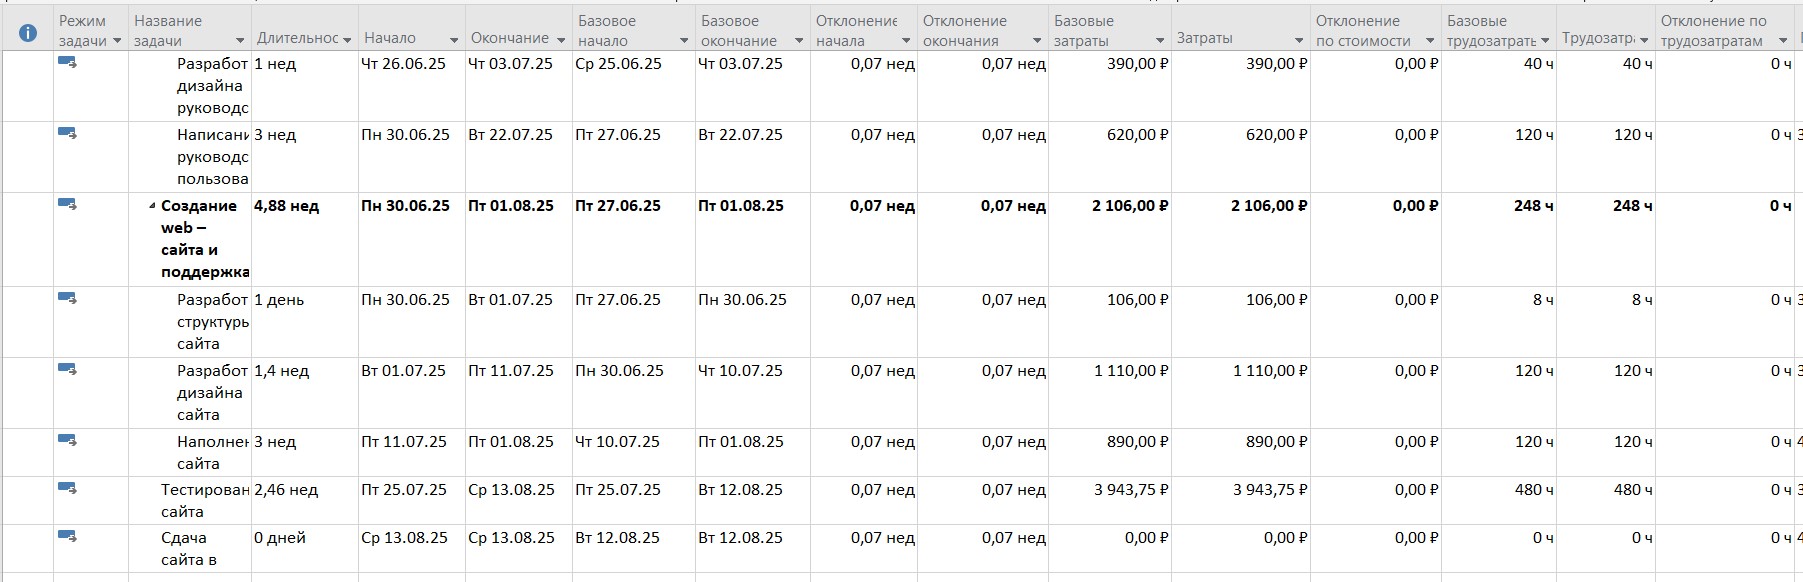 Режим задачи	Название задачи	Длительнос	Начало	Окончание	Базовое начало	Базовое окончание	Отклонение начала	Отклонение окончания	Базовые затраты	Затраты	Отклонение по стоимости	Базовые трудозатрать	Трудозатра	Отклонение по трудозатратам
Разработ дизайна руководс	1 нед	Чт 26.06.25	Чт 03.07.25	Ср 25.06.25	Чт 03.07.25	0,07 нед	0,07 нед	390,00 ₽	390,00 ₽	0,00 ₽	40 ч	40 ч	0 ч
Написани руководс пользова	3 нед	Пн 30.06.25	Вт 22.07.25	Пт 27.06.25	Вт 22.07.25	0,07 нед	0,07 нед	620,00 ₽	620,00 ₽	0,00 ₽	120 ч	120 ч	0 ч	3
Создание web – сайта и поддержка	4,88 нед	Пн 30.06.25	Пт 01.08.25	Пт 27.06.25	Пт 01.08.25	0,07 нед	0,07 нед	2 106,00 ₽	2 106,00 ₽	0,00 ₽	248 ч	248 ч	0 ч
Разработ структурь сайта	1 день	Пн 30.06.25	Вт 01.07.25	Пт 27.06.25	Пн 30.06.25	0,07 нед	0,07 нед	106,00 ₽	106,00 ₽	0,00 ₽	8 ч	8 ч	0 ч	3
Разработ дизайна сайта	1,4 нед	Вт 01.07.25	Пт 11.07.25	Пн 30.06.25	Чт 10.07.25	0,07 нед	0,07 нед	1 110,00 ₽	1 110,00 ₽	0,00 ₽	120 ч	120 ч	0 ч	3
Наполнен сайта	3 нед	Пт 11.07.25	Пт 01.08.25	Чт 10.07.25	Пт 01.08.25	0,07 нед	0,07 нед	890,00 ₽	890,00 ₽	0,00 ₽	120 ч	120 ч	0 ч	4
Тестирован сайта	2,46 нед	Пт 25.07.25	Ср 13.08.25	Пт 25.07.25	Вт 12.08.25	0,07 нед	0,07 нед	3 943,75 ₽	3 943,75 ₽	0,00 ₽	480 ч	480 ч	0 ч	3
Сдача сайта в	0 дней	Ср 13.08.25	Ср 13.08.25	Вт 12.08.25	Вт 12.08.25	0,07 нед	0,07 нед	0,00 ₽	0,00 ₽	0,00 ₽	0 ч	0 ч	0 ч	4